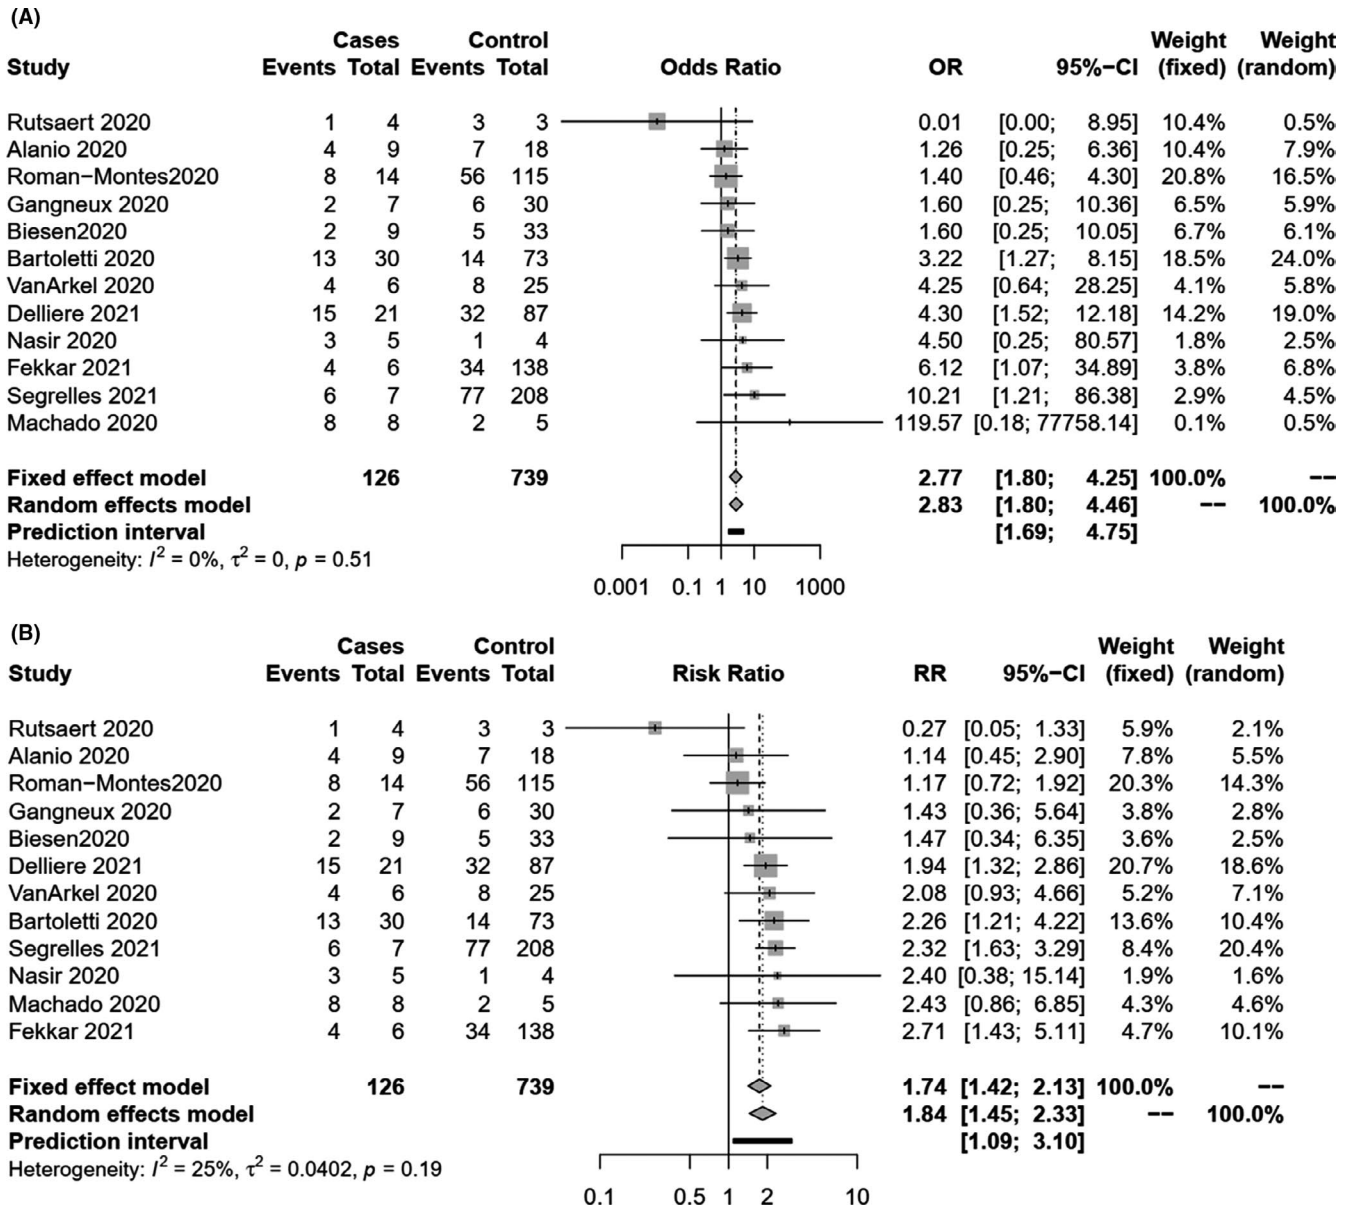 (A)
Cases Control Weight Weight
Study Events Total Events Total Odds Ratio OR 95%−CI (fixed) (random)
Rutsaert 2020 1 4 3 3 0.01 [0.00; 8.95] 10.4% 0.5%
Alanio 2020 4 9 7 18 1.26 [0.25; 6.36] 10.4% 7.9%
Roman−Montes2020 8 14 56 115 1.40 [0.46; 4.30] 20.8% 16.5%
Gangneux 2020 2 7 6 30 1.60 [0.25; 10.36] 6.5% 5.9%
Biesen2020 2 9 5 33 1.60 [0.25; 10.05] 6.7% 6.1%
Bartoletti 2020 13 30 14 73 3.22 [1.27; 8.15] 18.5% 24.0%
VanArkel 2020 4 6 8 25 4.25 [0.64; 28.25] 4.1% 5.8%
Delliere 2021 15 21 32 87 4.30 [1.52; 12.18] 14.2% 19.0%
Nasir 2020 3 5 1 4 4.50 [0.25; 80.57] 1.8% 2.5%
Fekkar 2021 4 6 34 138 6.12 [1.07; 34.89] 3.8% 6.8%
Segrelles 2021 6 7 77 208 10.21 [1.21; 86.38] 2.9% 4.5%
Machado 2020 8 8 2 5 119.57 [0.18; 77758.14] 0.1% 0.5%
Fixed effect model 126 739 2.77 [1.80; 4.25] 100.0% −−
Random effects model 2.83 [1.80; 4.46] −− 100.0%
Prediction interval [1.69; 4.75]
Heterogeneity: I² = 0%, τ² = 0, p = 0.51
0.001 0.1 1 10 1000
(B)
Cases Control Weight Weight
Study Events Total Events Total Risk Ratio RR 95%−CI (fixed) (random)
Rutsaert 2020 1 4 3 3 0.27 [0.05; 1.33] 5.9% 2.1%
Alanio 2020 4 9 7 18 1.14 [0.45; 2.90] 7.8% 5.5%
Roman−Montes2020 8 14 56 115 1.17 [0.72; 1.92] 20.3% 14.3%
Gangneux 2020 2 7 6 30 1.43 [0.36; 5.64] 3.8% 2.8%
Biesen2020 2 9 5 33 1.47 [0.34; 6.35] 3.6% 2.5%
Delliere 2021 15 21 32 87 1.94 [1.32; 2.86] 20.7% 18.6%
VanArkel 2020 4 6 8 25 2.08 [0.93; 4.66] 5.2% 7.1%
Bartoletti 2020 13 30 14 73 2.26 [1.21; 4.22] 13.6% 10.4%
Segrelles 2021 6 7 77 208 2.32 [1.63; 3.29] 8.4% 20.4%
Nasir 2020 3 5 1 4 2.40 [0.38; 15.14] 1.9% 1.6%
Machado 2020 8 8 2 5 2.43 [0.86; 6.85] 4.3% 4.6%
Fekkar 2021 4 6 34 138 2.71 [1.43; 5.11] 4.7% 10.1%
Fixed effect model 126 739 1.74 [1.42; 2.13] 100.0% −−
Random effects model 1.84 [1.45; 2.33] −− 100.0%
Prediction interval [1.09; 3.10]
Heterogeneity: I² = 25%, τ² = 0.0402, p = 0.19
0.1 0.5 1 2 10